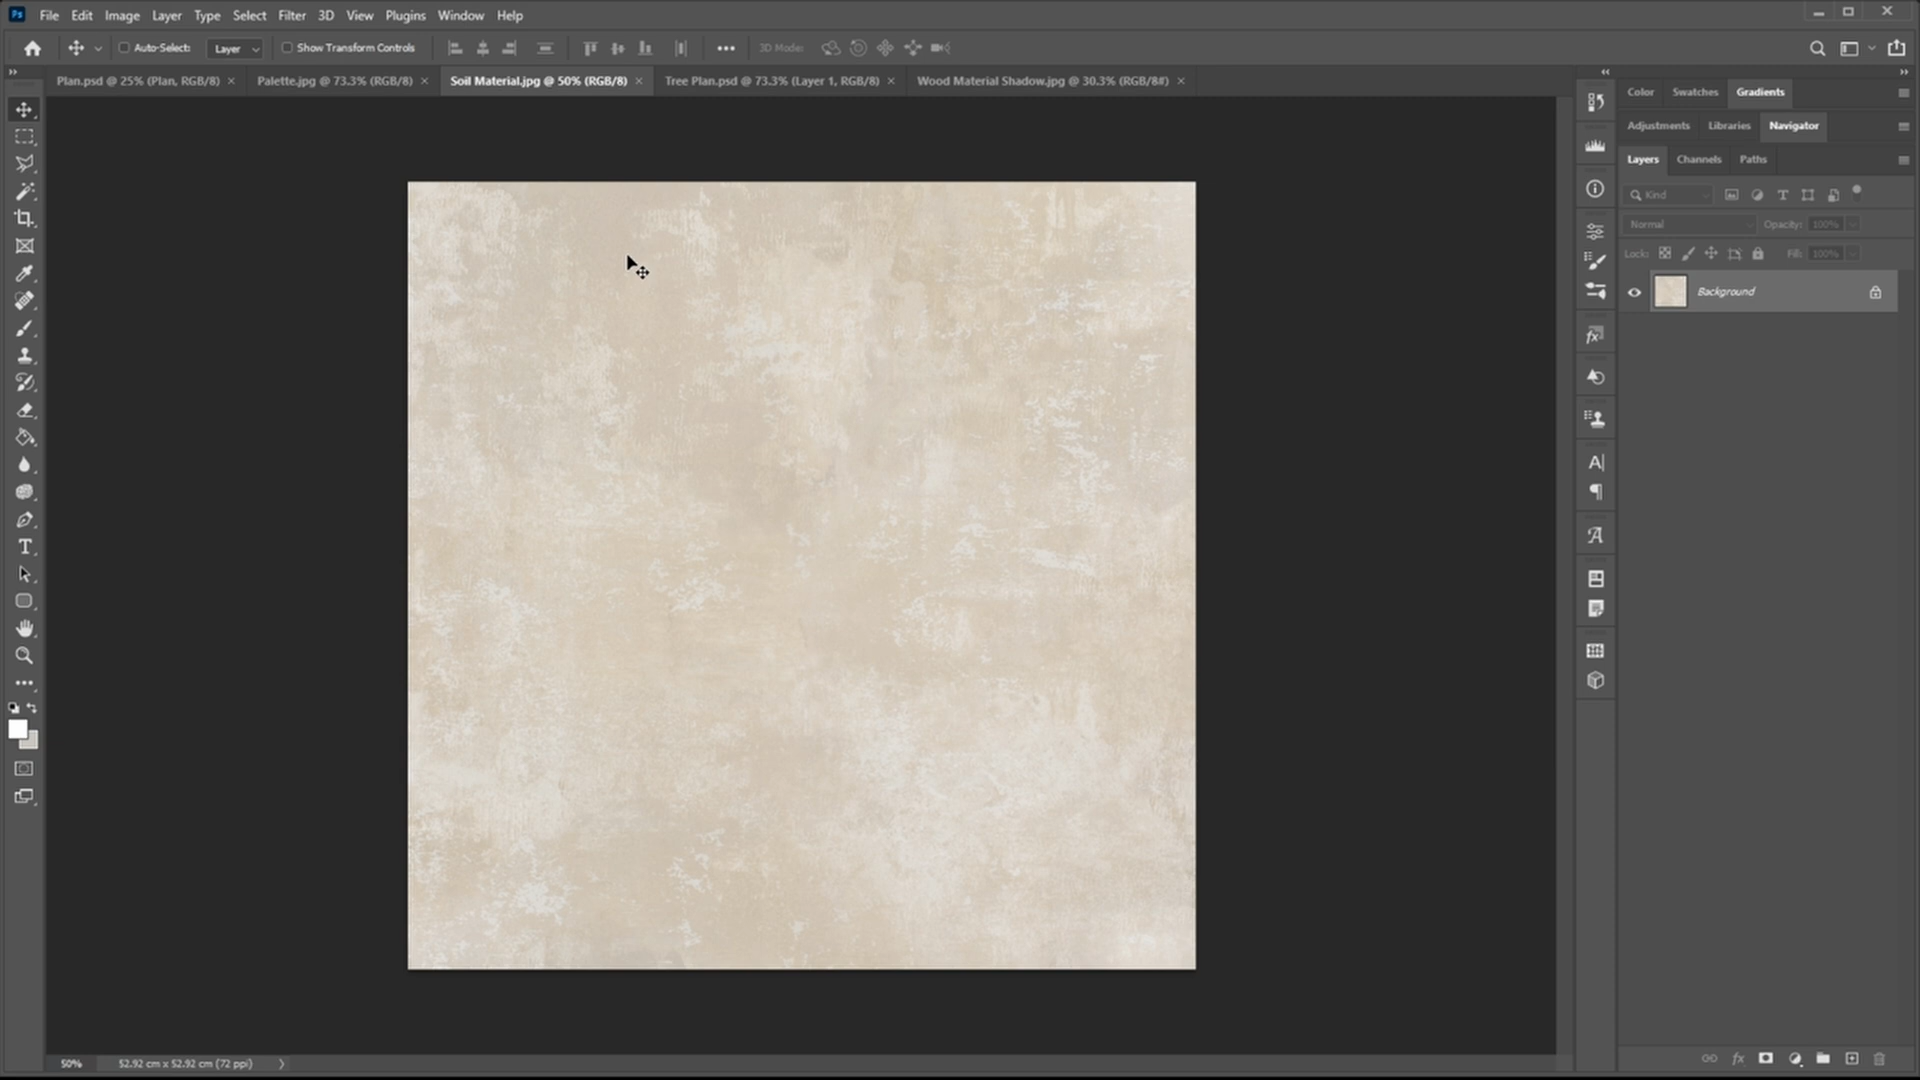 Ps File Edit Image Layer Type Select Filter 3D View Plugins Window Help
Auto-Select: Layer Show Transform Controls 3D Mode:
Plan.psd @ 25% (Plan, RGB/8) Palette.jpg @ 73.3% (RGB/8) Soil Material.jpg @ 50% (RGB/8) Tree Plan.psd @ 73.3% (Layer 1, RGB/8) Wood Material Shadow.jpg @ 30.3% (RGB/8#)
Color Swatches Gradients
Adjustments Libraries Navigator
Layers Channels Paths
Kind
Normal Opacity: 100%
Lock: Fill: 100%
Background
50% 52.92 cm x 52.92 cm (72 ppi)